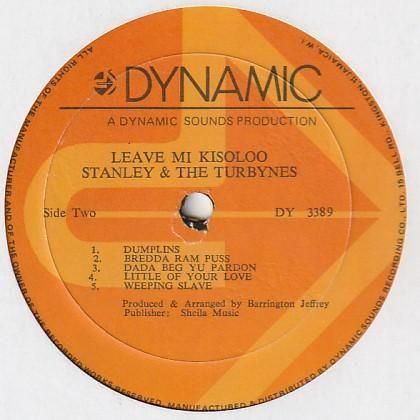 DYNAMIC
A DYNAMIC SOUNDS PRODUCTION
LEAVE MI KISOLOO
STANLEY & THE TURBYNES
Side Two
DY 3389
1. DUMPLINS
2. BREDDA RAM PUSS
3. DADA BEG YU PARDON
4. LITTLE OF YOUR LOVE
5. WEEPING SLAVE
Produced & Arranged by Barrington Jeffrey
Publisher: Sheila Music
ALL RIGHTS OF THE MANUFACTURER AND OF THE OWNER OF THE RECORDED WORKS RESERVED. MANUFACTURED & DISTRIBUTED BY DYNAMIC SOUNDS RECORDING CO. LTD. 15 BELL RD. KINGSTON 11 JAMAICA, W.I.